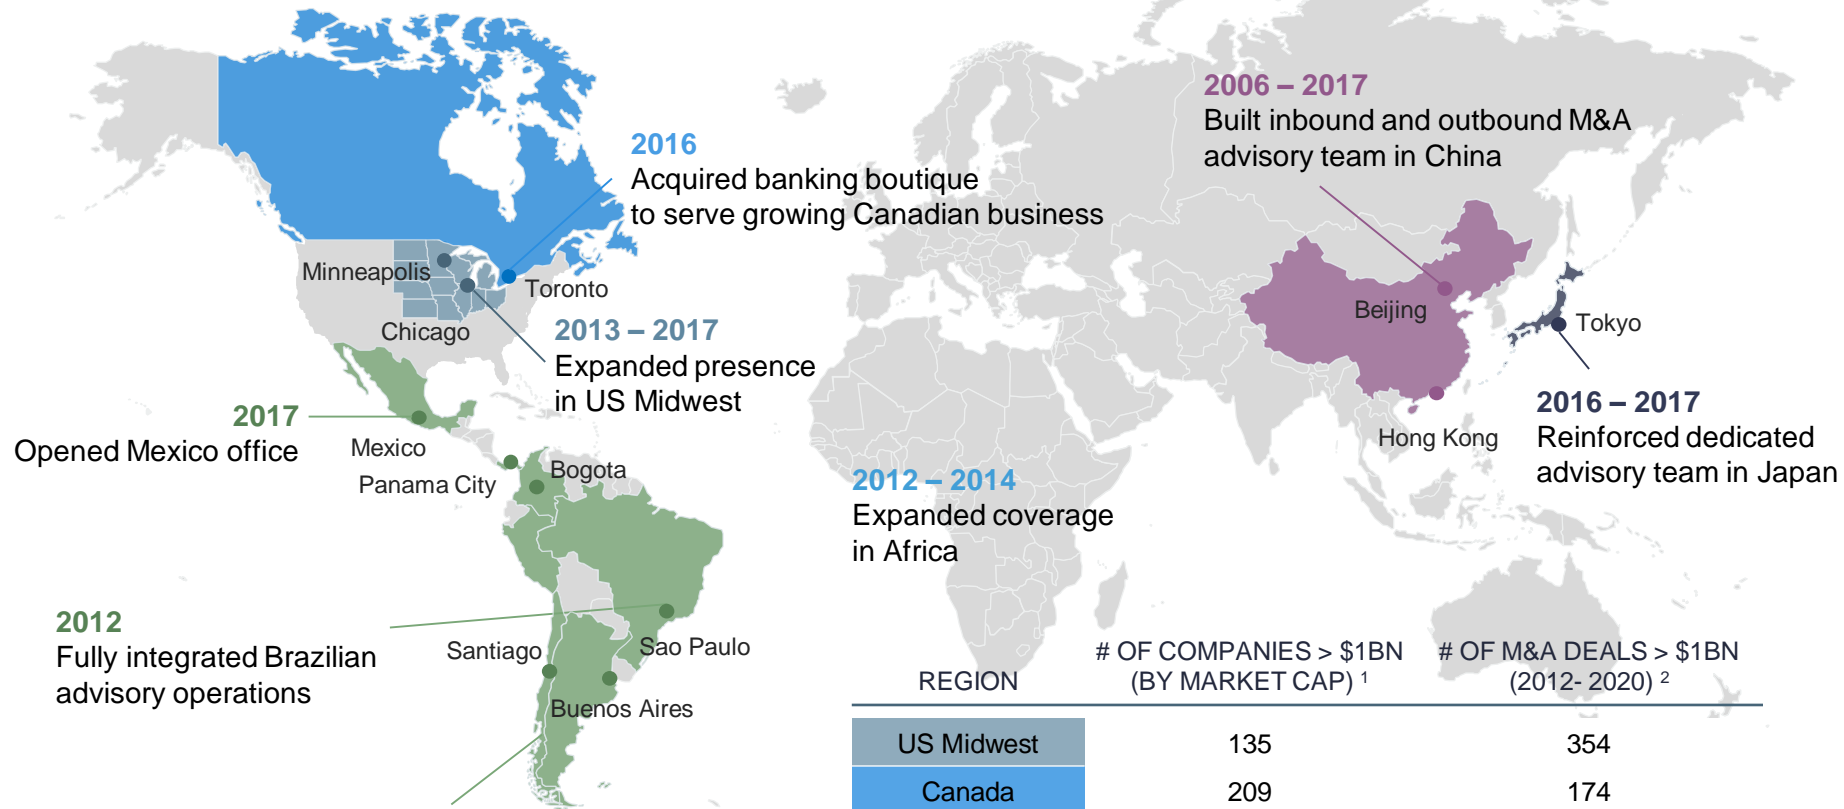 2006 – 2017
Built inbound and outbound M&A
advisory team in China
2016
Acquired banking boutique
to serve growing Canadian business
Minneapolis
Toronto
Chicago
2013 – 2017
Expanded presence
in US Midwest
Beijing
Tokyo
2016 – 2017
Reinforced dedicated
advisory team in Japan
Hong Kong
2017
Opened Mexico office
Mexico
Panama City
Bogota
2012 – 2014
Expanded coverage
in Africa
2012
Fully integrated Brazilian
advisory operations
Santiago
Sao Paulo
Buenos Aires
REGION
# OF COMPANIES > $1BN
(BY MARKET CAP) 1
# OF M&A DEALS > $1BN
(2012- 2020) 2
US Midwest 135 354
Canada 209 174